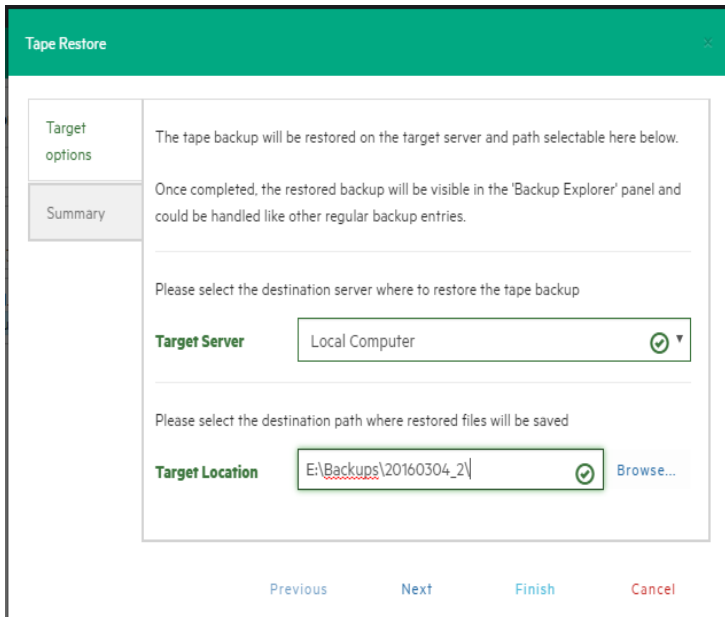 Tape Restore
x
Target
options
Summary
The tape backup will be restored on the target server and path selectable here below.
Once completed, the restored backup will be visible in the 'Backup Explorer' panel and
could be handled like other regular backup entries.
Please select the destination server where to restore the tape backup
Target Server
Local Computer
Please select the destination path where restored files will be saved
Target Location
E:\Backups\20160304_2\
Browse...
Previous
Next
Finish
Cancel